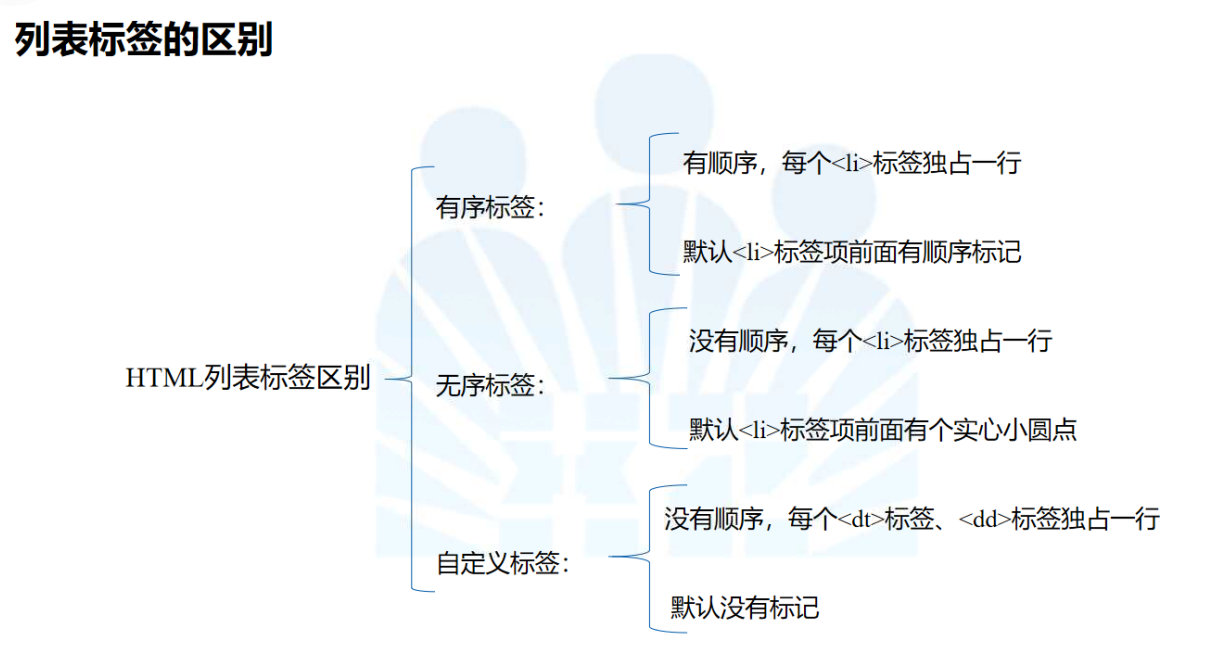 列表标签的区别
有顺序，每个<li>标签独占一行
有序标签：
默认<li>标签项前面有顺序标记
没有顺序，每个<li>标签独占一行
HTML列表标签区别
无序标签：
默认<li>标签项前面有个实心小圆点
没有顺序，每个<dt>标签、<dd>标签独占一行
自定义标签：
默认没有标记